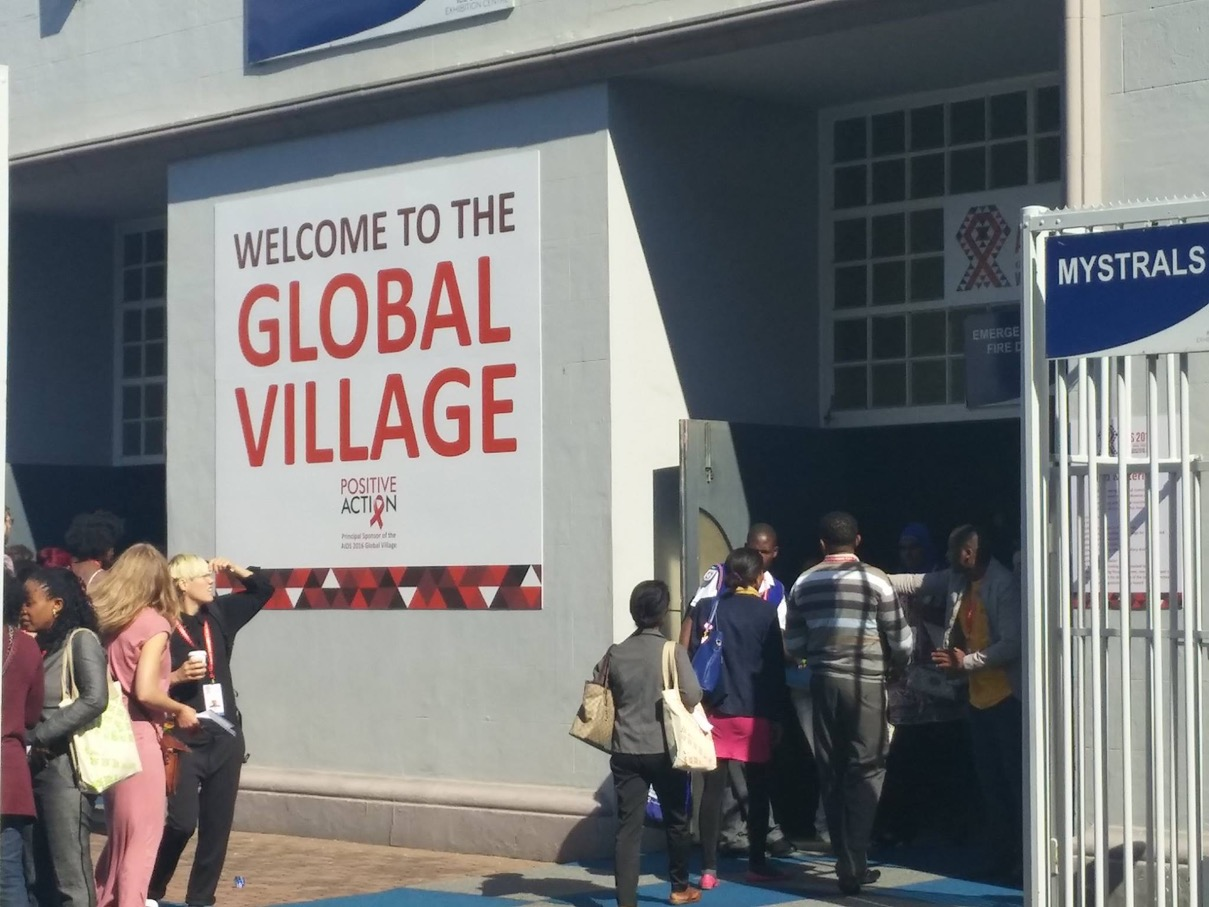 EXHIBITION CENTRE
WELCOME TO THE
GLOBAL
VILLAGE
POSITIVE
ACTION
Principal Sponsor of the
AIDS 2016 Global Village
MYSTRALS
EMERGE
FIRE D